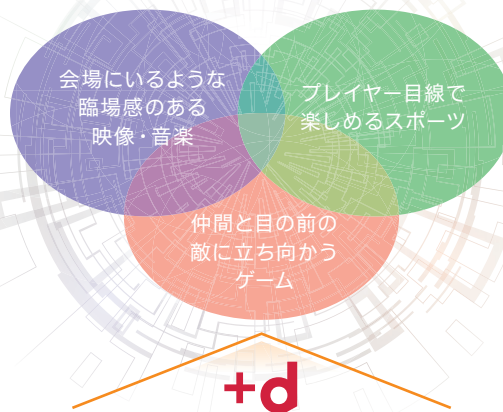 会場にいるような
臨場感のある
映像・音楽
プレイヤー目線で
楽しめるスポーツ
仲間と目の前の
敵に立ち向かう
ゲーム
+d